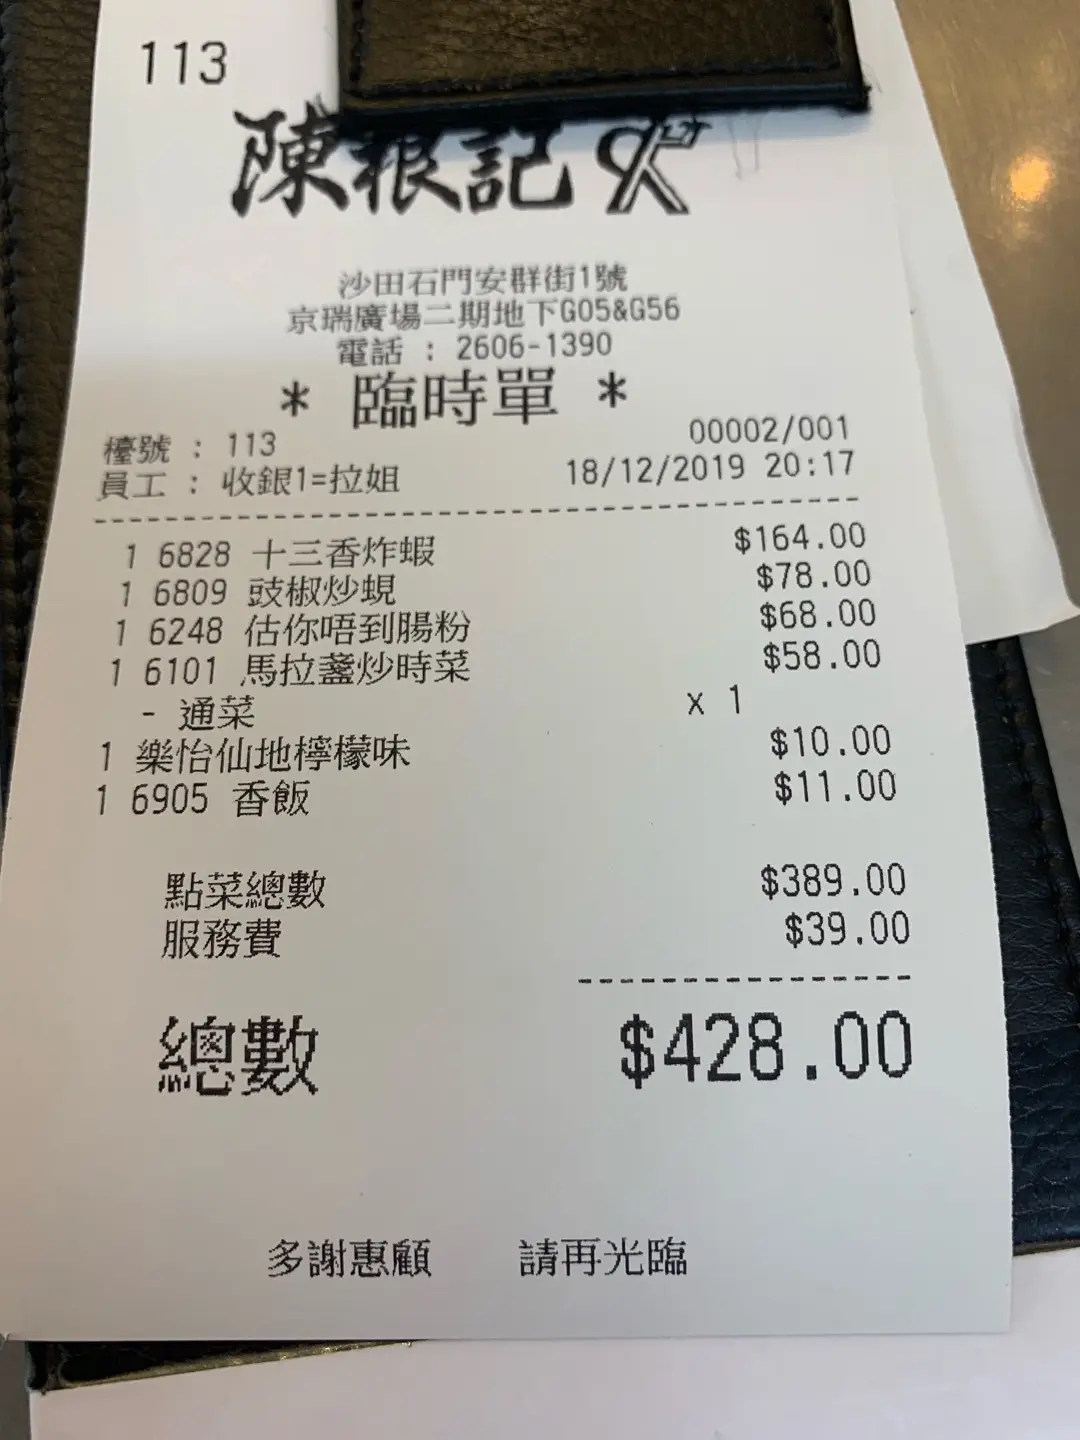 113
陳根記
沙田石門安群街1號
京瑞廣場二期地下G05&G56
電話 : 2606-1390
* 臨時單 *
檯號 : 113 00002/001
員工 : 收銀1=拉姐 18/12/2019 20:17
1 6828 十三香炸蝦 $164.00
1 6809 豉椒炒蜆 $78.00
1 6248 估你唔到腸粉 $68.00
1 6101 馬拉盞炒時菜 $58.00
- 通菜 x 1
1 樂怡仙地檸檬味 $10.00
1 6905 香飯 $11.00
點菜總數 $389.00
服務費 $39.00
總數 $428.00
多謝惠顧 請再光臨